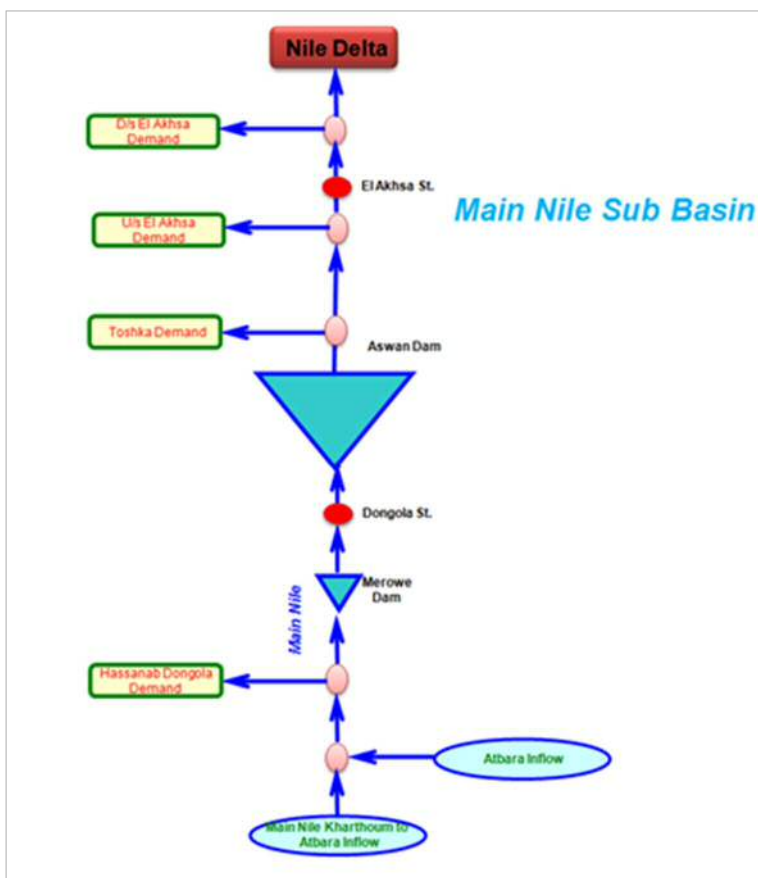 Nile Delta
D/s El Akhsa
Demand
El Akhsa St.
Main Nile Sub Basin
U/s El Akhsa
Demand
Toshka Demand
Aswan Dam
Dongola St.
Merowe
Dam
Main Nile
Hassanab Dongola
Demand
Atbara Inflow
Main Nile Kharthoum to
Atbara Inflow